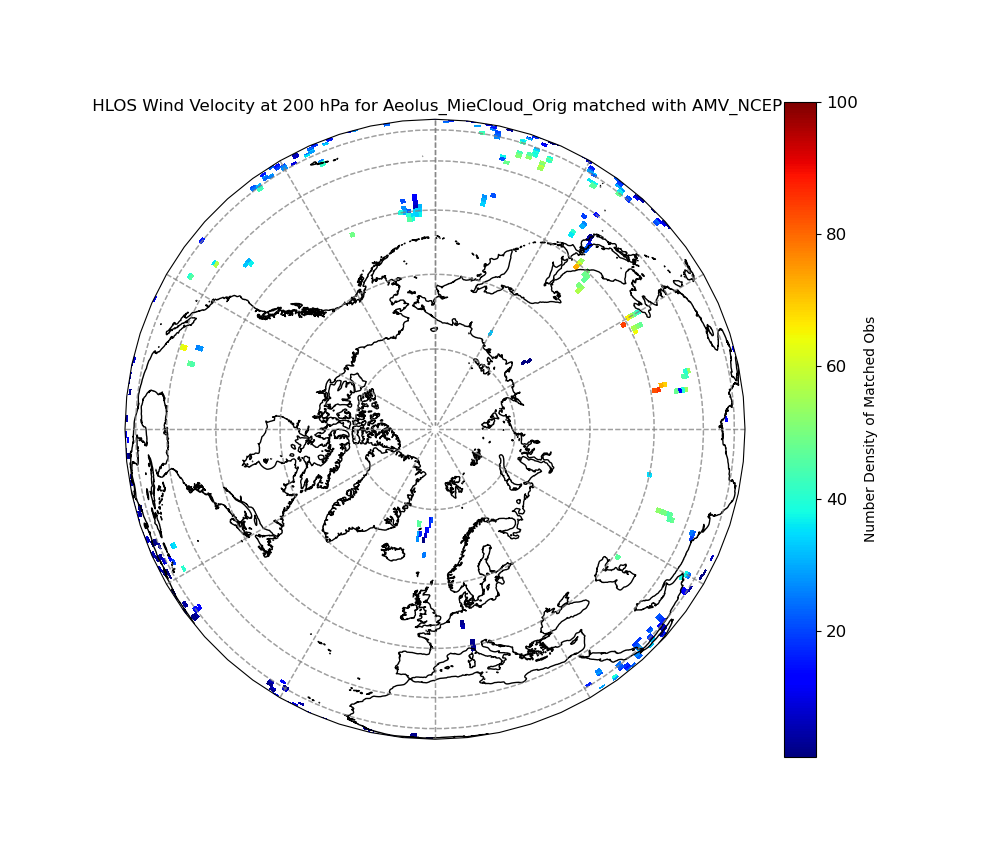 HLOS Wind Velocity at 200 hPa for Aeolus_MieCloud_Orig matched with AMV_NCEP
100
80
60
40
20
Number Density of Matched Obs